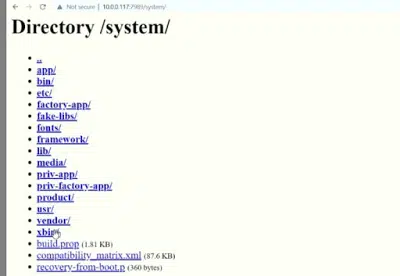 Not secure | 10.0.0.117:7989/system/
Directory /system/
..
app/
bin/
etc/
factory-app/
fake-libs/
fonts/
framework/
lib/
media/
priv-app/
priv-factory-app/
product/
usr/
vendor/
xbin/
build.prop (1.81 KB)
compatibility_matrix.xml (87.6 KB)
recovery-from-boot.p (360 bytes)